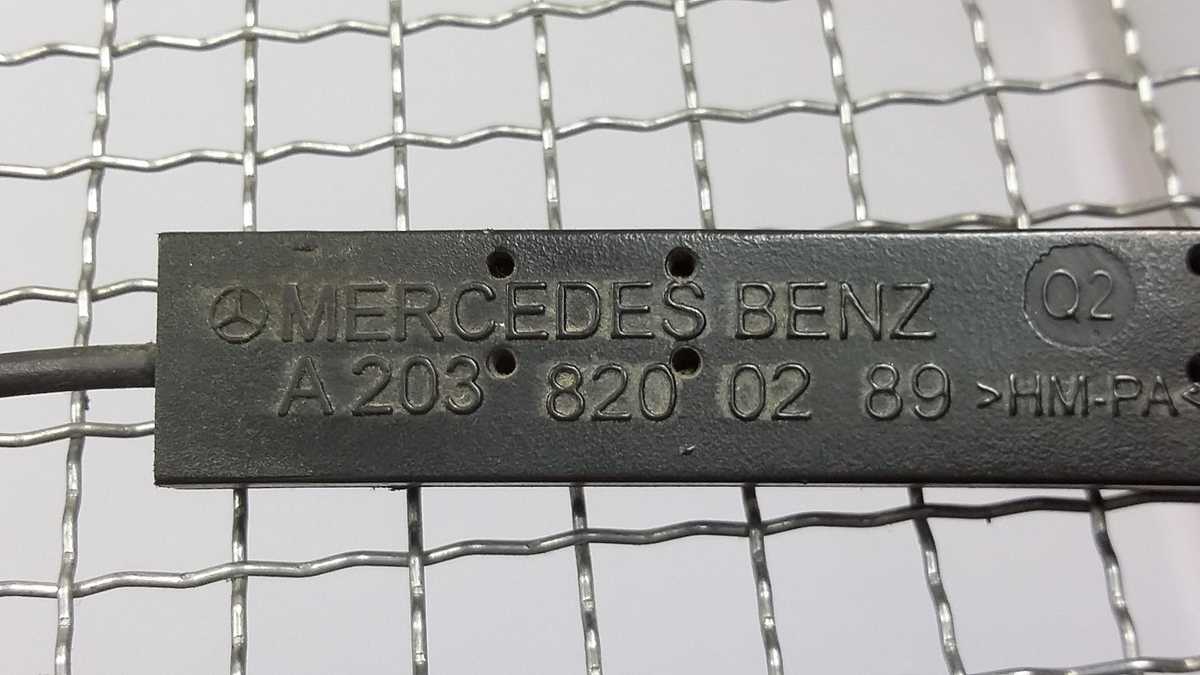 MERCEDES BENZ
Q2
A 203 820 02 89 >HM-PA<